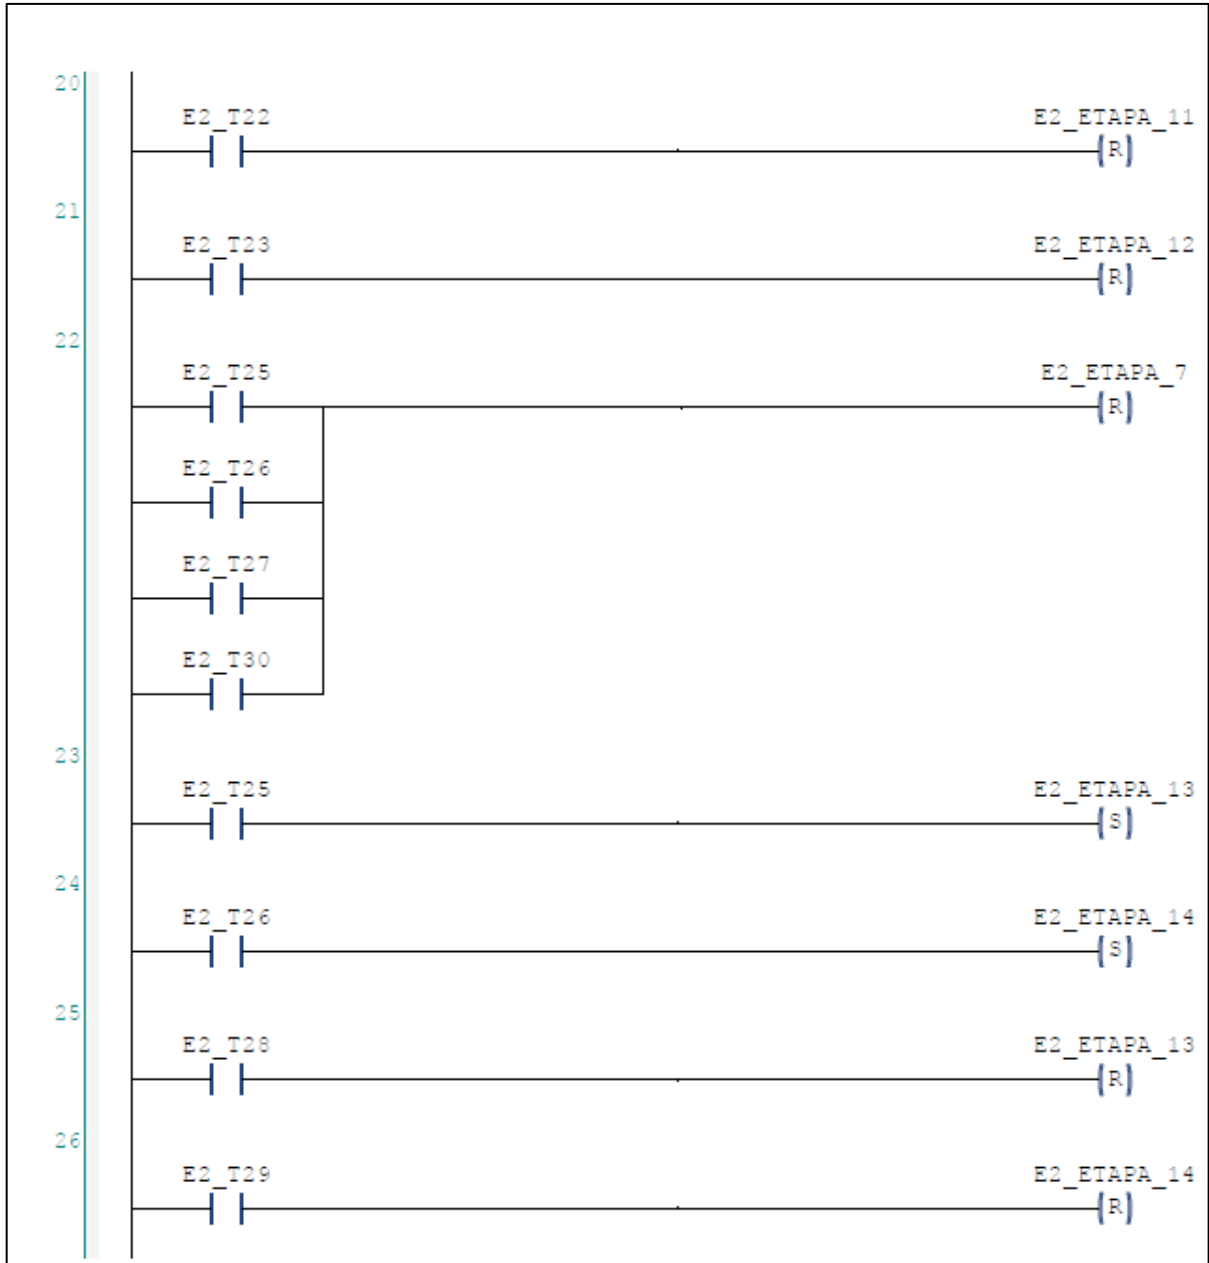 20
E2_T22 E2_ETAPA_11
R
21
E2_T23 E2_ETAPA_12
R
22
E2_T25 E2_ETAPA_7
R
E2_T26
E2_T27
E2_T30
23
E2_T25 E2_ETAPA_13
S
24
E2_T26 E2_ETAPA_14
S
25
E2_T28 E2_ETAPA_13
R
26
E2_T29 E2_ETAPA_14
R